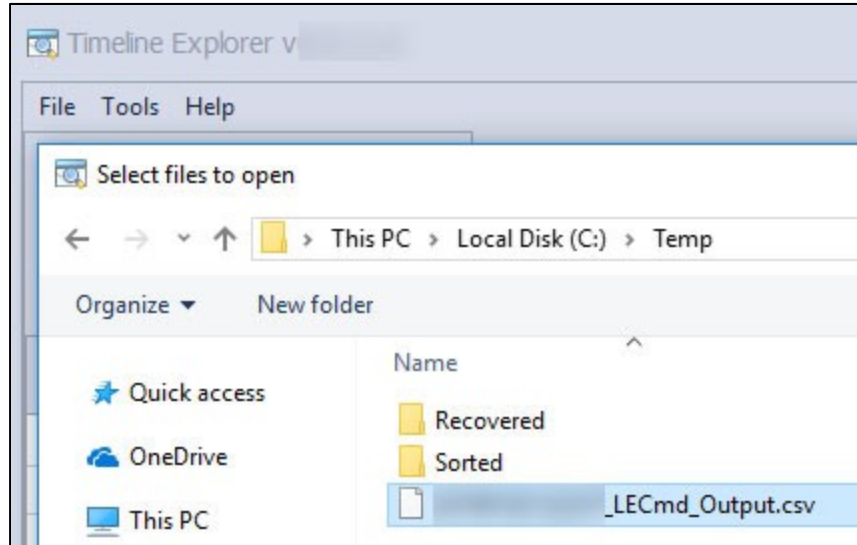 Timeline Explorer v
File Tools Help
Select files to open
This PC > Local Disk (C:) > Temp
Organize New folder
Name
Quick access
Recovered
OneDrive
Sorted
This PC
_LECmd_Output.csv